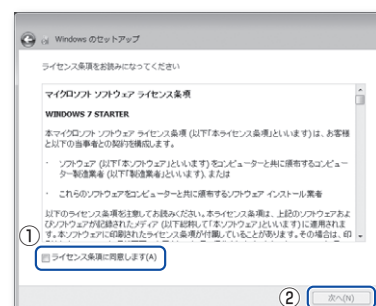 Windows のセットアップ
ライセンス条項をお読みになってください
マイクロソフト ソフトウェア ライセンス条項
WINDOWS 7 STARTER
本マイクロソフト ソフトウェア ライセンス条項 (以下「本ライセンス条項」といいます) は、お客様
と以下の当事者との契約を構成します。
・ ソフトウェア (以下「本ソフトウェア」といいます) をコンピューターと共に頒布するコンピュー
ター製造業者 (以下「製造業者」といいます)、または
・ これらのソフトウェアをコンピューターと共に頒布するソフトウェア インストール業者
以下のライセンス条項を注意してお読みください。本ライセンス条項は、上記のソフトウェアおよ
びソフトウェアが記録されたメディア (以下総称して「本ソフトウェア」といいます) に適用されま
す。本ソフトウェアに印刷されたライセンス条項が付属していることがあります。その場合は、印
①
ライセンス条項に同意します(A)
② 次へ(N)